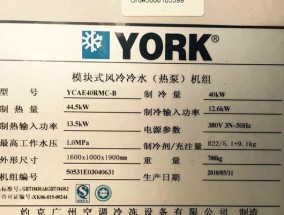 YORK®
模块式风冷冷水（热泵）机组
型号 YCAE40RMC-B 制冷量 40kW
制热量 44.5kW 制冷输入功率 12.6kW
制热输入功率 13.5kW 电源参数 380V 3N~50Hz
最高工作水压 1.0MPa 制冷剂/充注量 R22/5.1+9.1kg
外形尺寸 1600x1000x1900mm 机组质量 700kg
机组编号 50531E03040631 生产日期 2010/05/11
约克广州空调冷冻设备有限公司